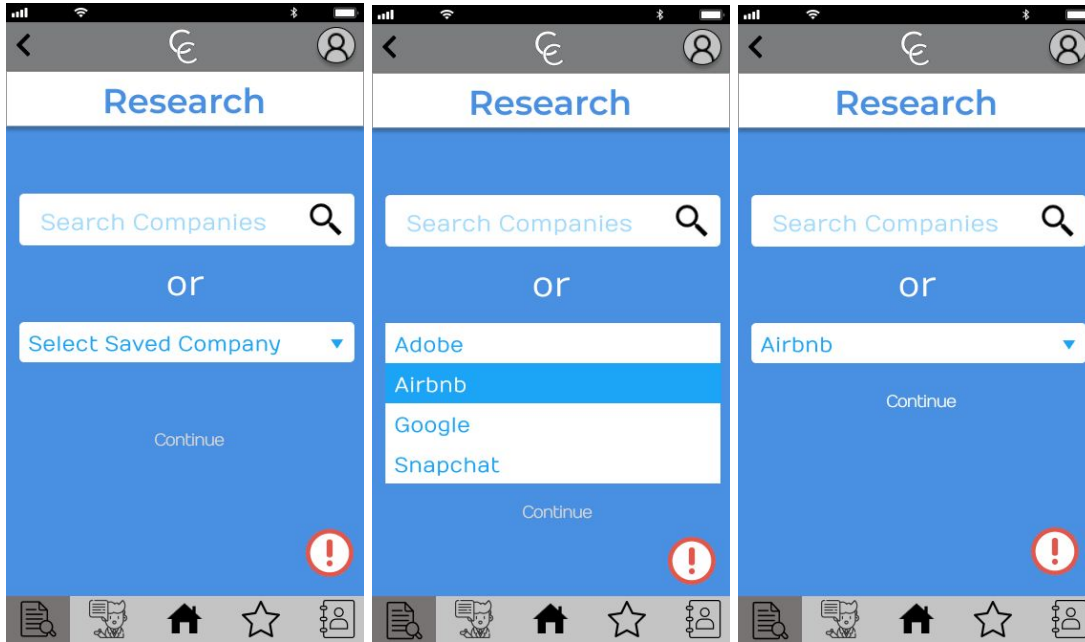 Research
Search Companies
or
Select Saved Company
Continue
Research
Search Companies
or
Adobe
Airbnb
Google
Snapchat
Continue
Research
Search Companies
or
Airbnb
Continue